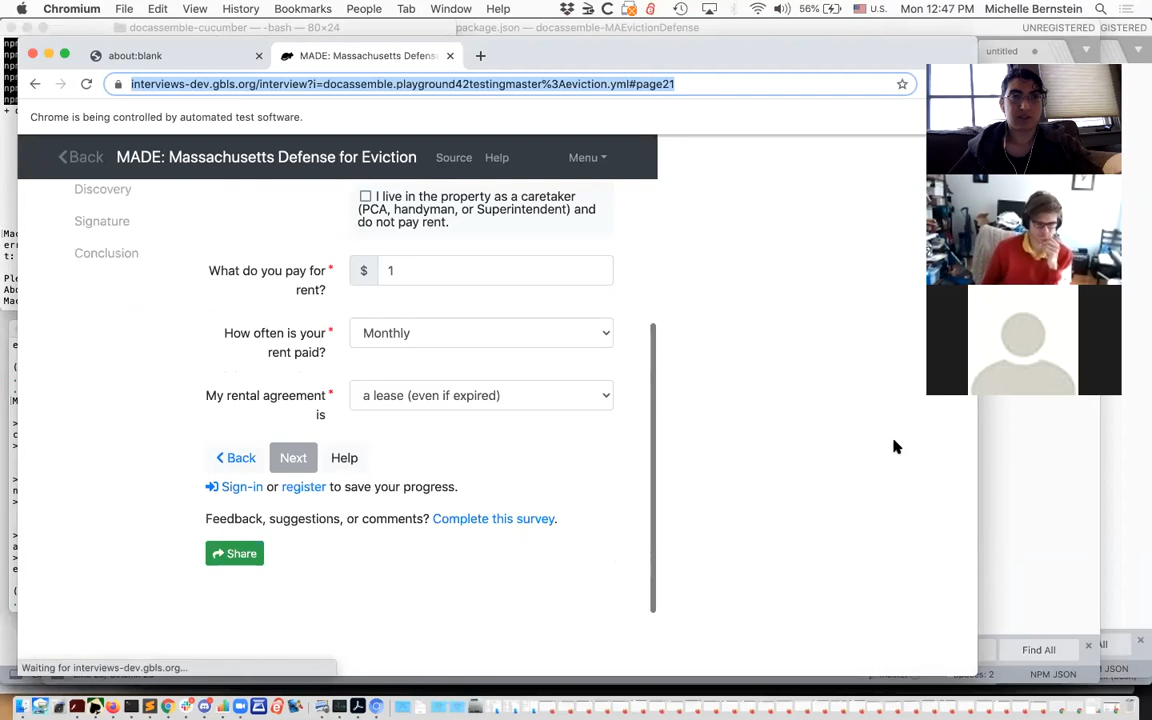 Chromium File Edit View History Bookmarks People Tab Window Help 56% U.S. Mon 12:47 PM Michelle Bernstein
docassemble-cucumber — -bash — 80×24
package.json — docassemble-MAEvictionDefense
UNREGISTERED
GISTERED
about:blank
MADE: Massachusetts Defens
untitled
interviews-dev.gbls.org/interview?i=docassemble.playground42testingmaster%3Aeviction.yml#page21
Chrome is being controlled by automated test software.
Back MADE: Massachusetts Defense for Eviction Source Help Menu
Discovery
Signature
Conclusion
I live in the property as a caretaker
(PCA, handyman, or Superintendent) and
do not pay rent.
What do you pay for *
rent?
$ 1
How often is your *
rent paid?
Monthly
My rental agreement *
is
a lease (even if expired)
Back Next Help
Sign-in or register to save your progress.
Feedback, suggestions, or comments? Complete this survey.
Share
Find All
Waiting for interviews-dev.gbls.org...
NPM JSON